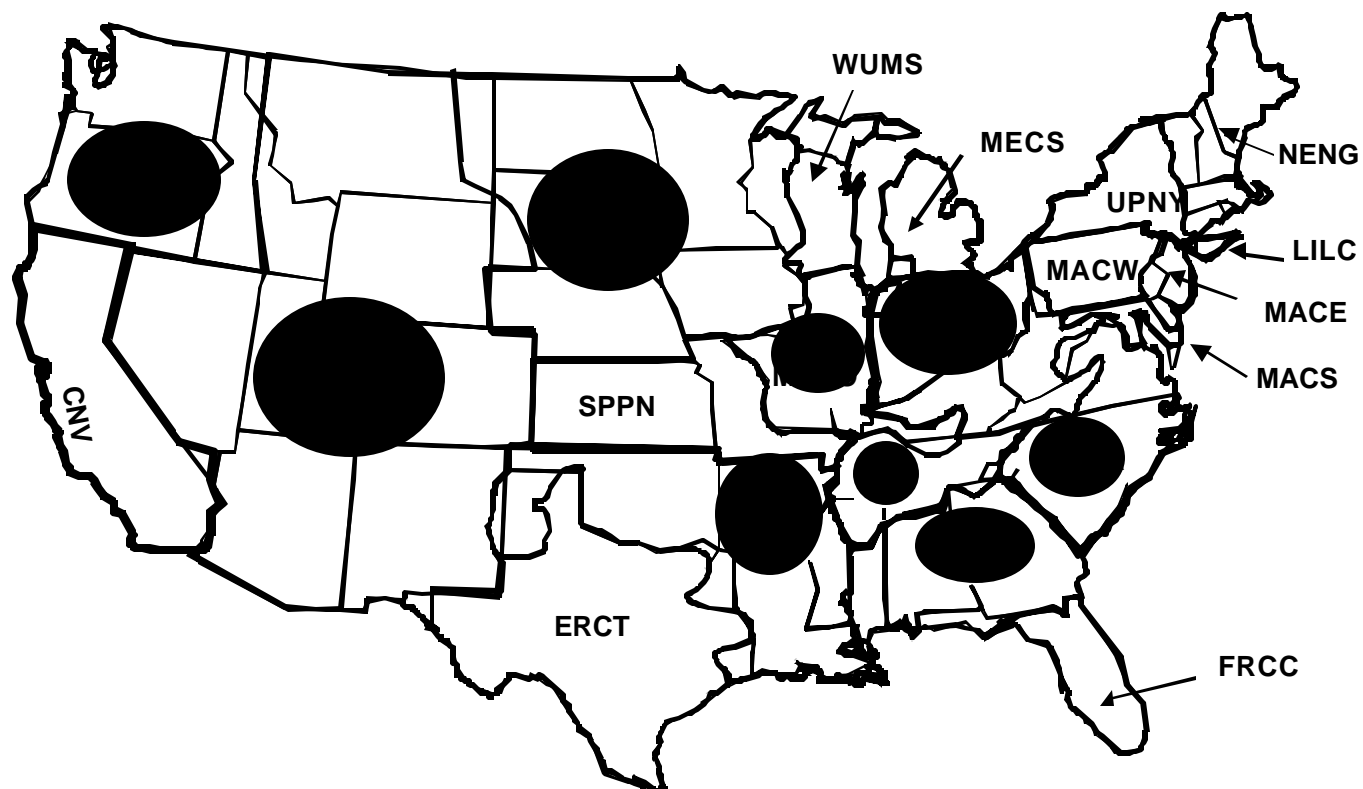 WUMS
MECS
NENG
UPNY
LILC
MACW
MACE
MACS
CNV
SPPN
ERCT
FRCC